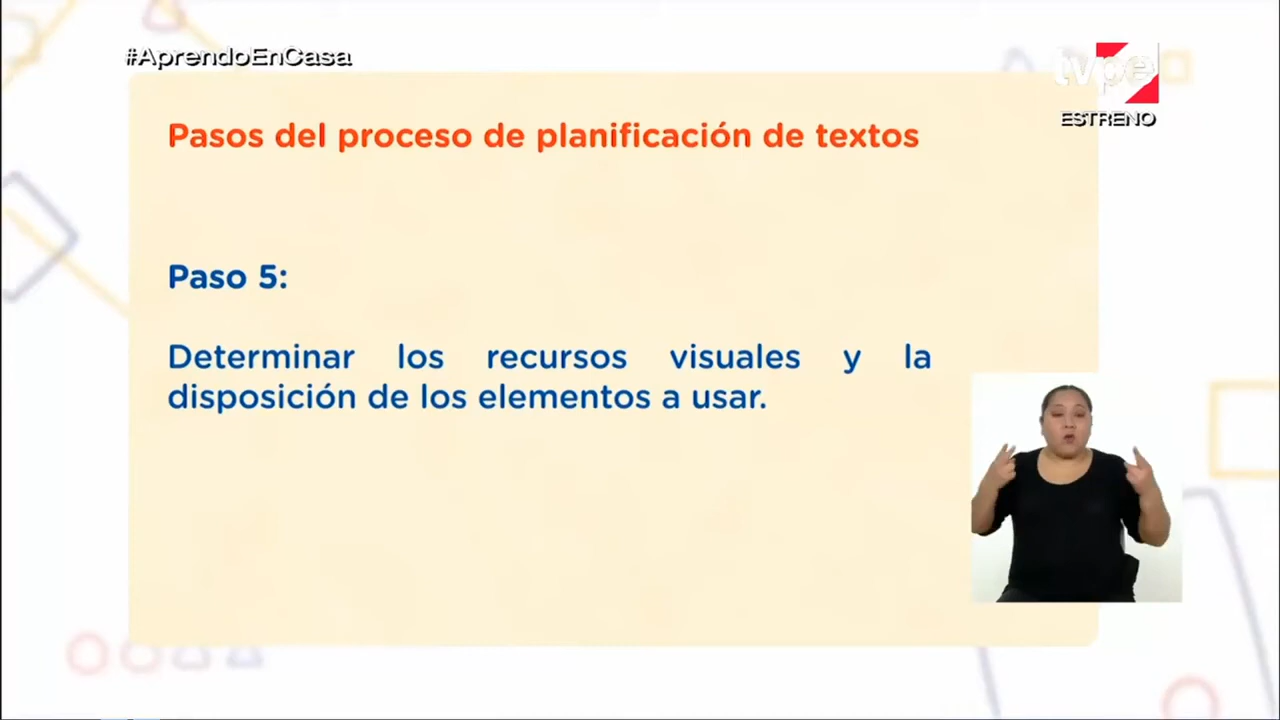 #AprendoEnCasa
tvpe
ESTRENO
Pasos del proceso de planificación de textos
Paso 5:
Determinar los recursos visuales y la
disposición de los elementos a usar.